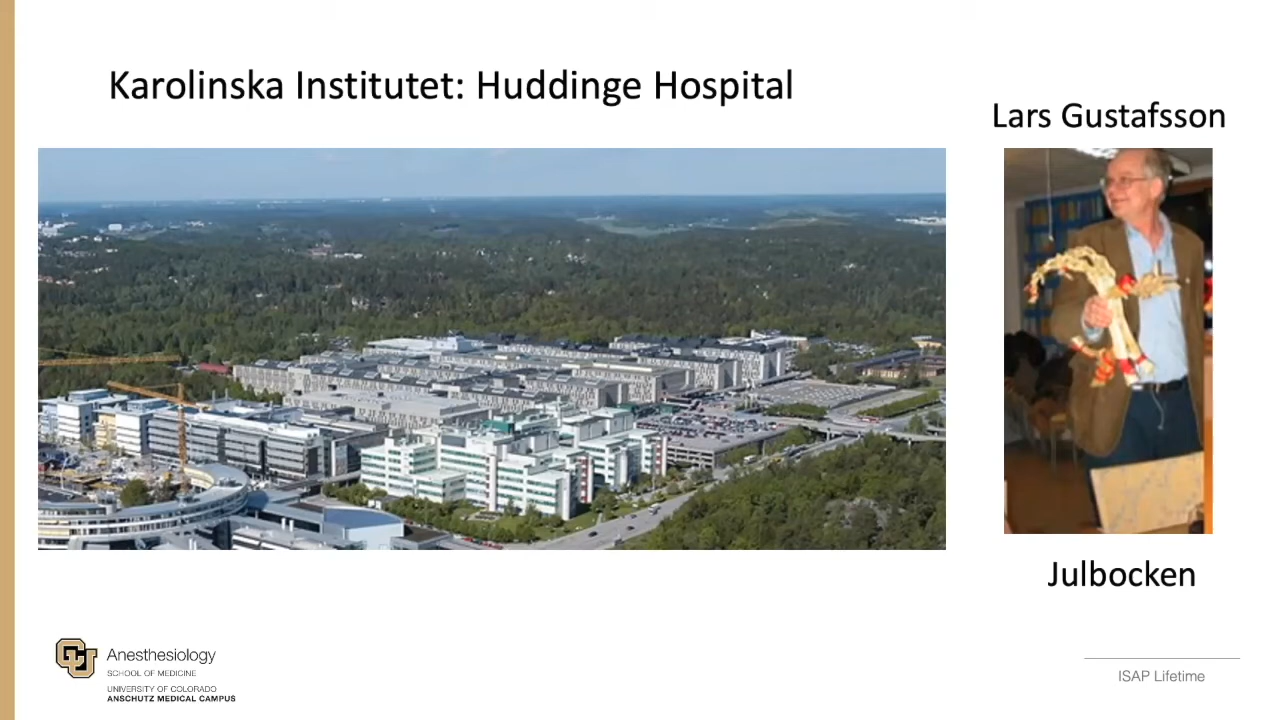 Karolinska Institutet: Huddinge Hospital
Lars Gustafsson
Julbocken
CU
Anesthesiology
SCHOOL OF MEDICINE
UNIVERSITY OF COLORADO
ANSCHUTZ MEDICAL CAMPUS
ISAP Lifetime